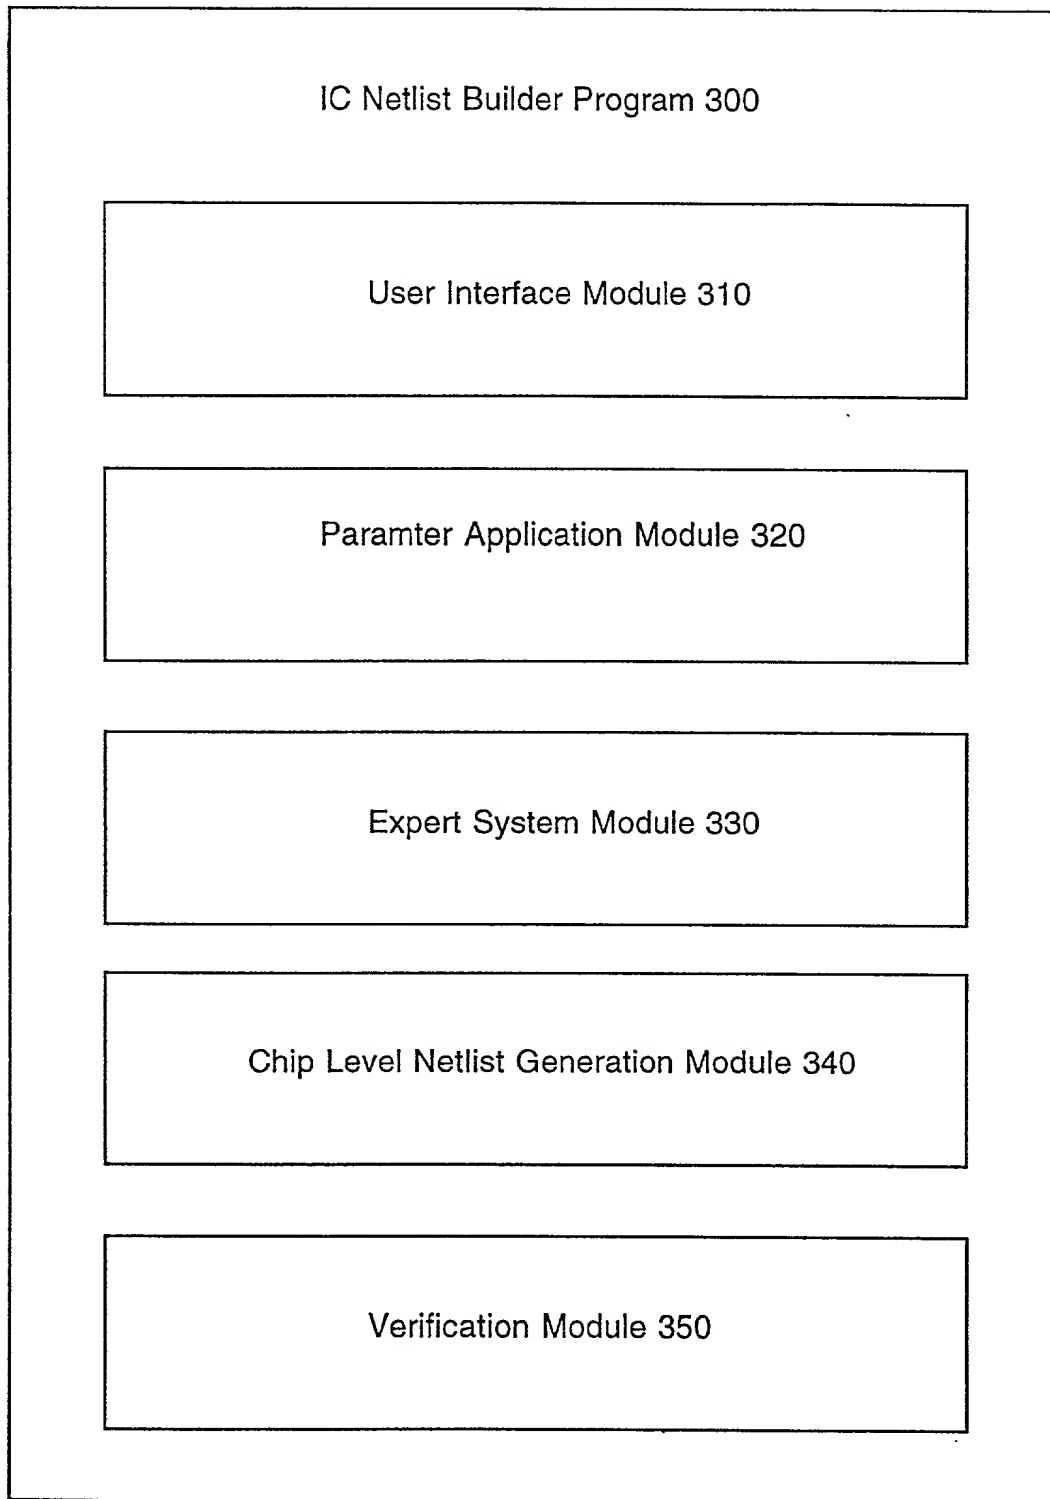 IC Netlist Builder Program 300
User Interface Module 310
Paramter Application Module 320
Expert System Module 330
Chip Level Netlist Generation Module 340
Verification Module 350